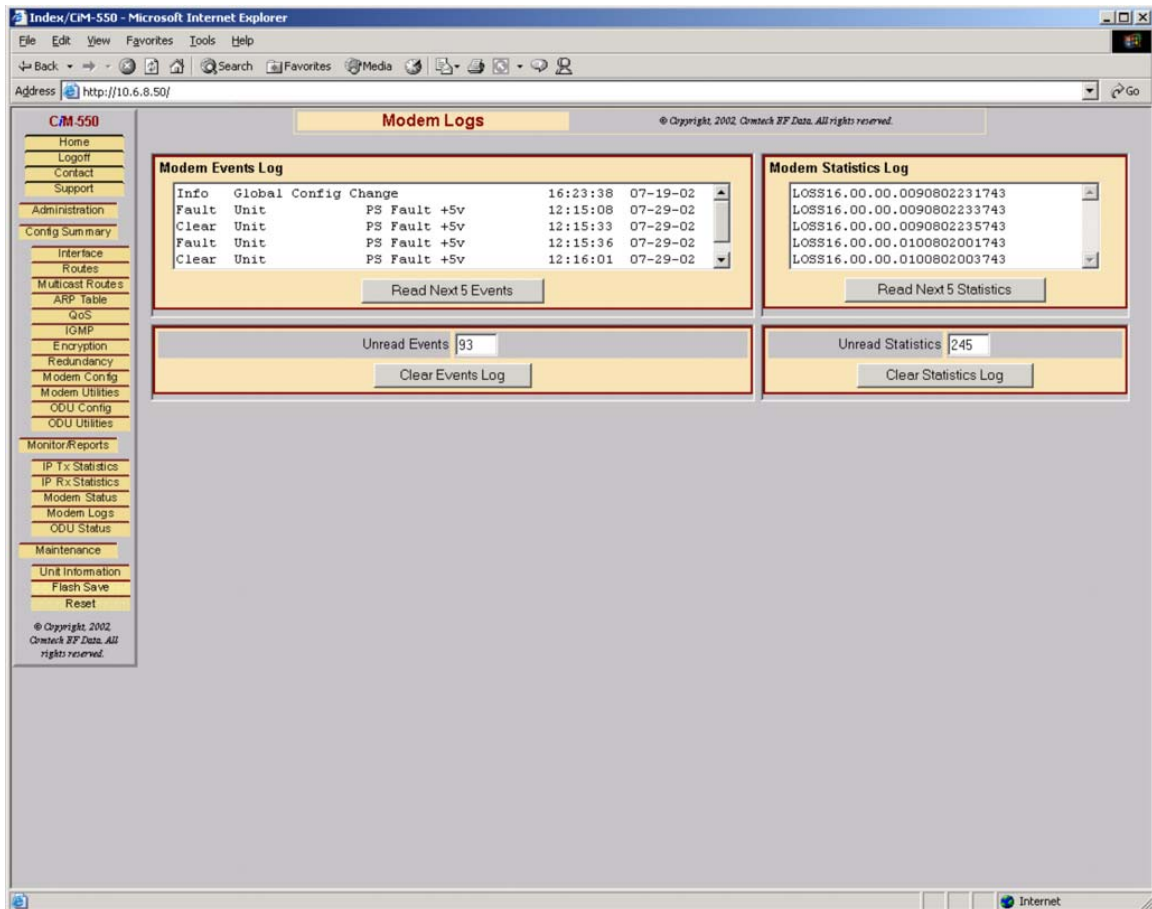 Index/CiM-550 - Microsoft Internet Explorer
File Edit View Favorites Tools Help
Back Search Favorites Media
Address http://10.6.8.50/ Go
CiM-550
Home
Logoff
Contact
Support
Administration
Config Summary
Interface
Routes
Multicast Routes
ARP Table
QoS
IGMP
Encryption
Redundancy
Modem Config
Modem Utilities
ODU Config
ODU Utilities
Monitor/Reports
IP Tx Statistics
IP Rx Statistics
Modem Status
Modem Logs
ODU Status
Maintenance
Unit Information
Flash Save
Reset
© Copyright, 2002,
Comtech EF Data. All
rights reserved.
Modem Logs
© Copyright, 2002, Comtech EF Data. All rights reserved.
Modem Events Log
Info Global Config Change 16:23:38 07-19-02
Fault Unit PS Fault +5v 12:15:08 07-29-02
Clear Unit PS Fault +5v 12:15:33 07-29-02
Fault Unit PS Fault +5v 12:15:36 07-29-02
Clear Unit PS Fault +5v 12:16:01 07-29-02
Read Next 5 Events
Unread Events 93
Clear Events Log
Modem Statistics Log
LOSS16.00.00.0090802231743
LOSS16.00.00.0090802233743
LOSS16.00.00.0090802235743
LOSS16.00.00.0100802001743
LOSS16.00.00.0100802003743
Read Next 5 Statistics
Unread Statistics 245
Clear Statistics Log
Internet